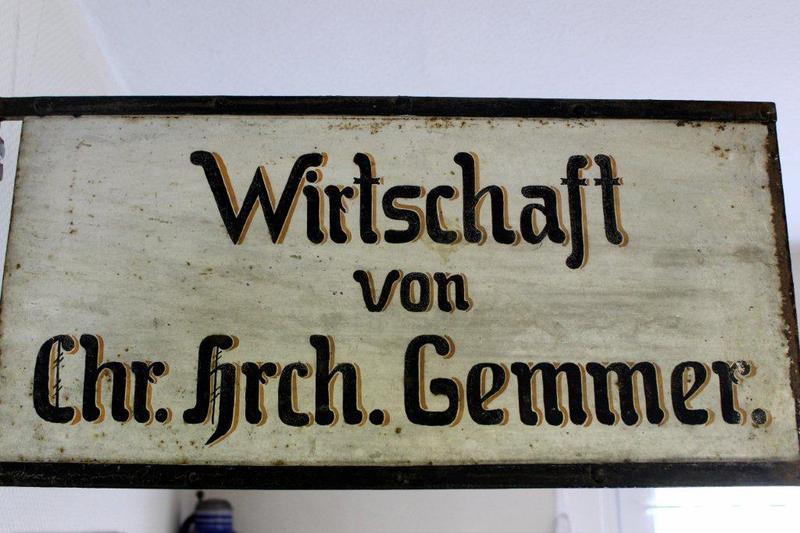 Wirtschaft
von
Chr. Hrch. Gemmer.